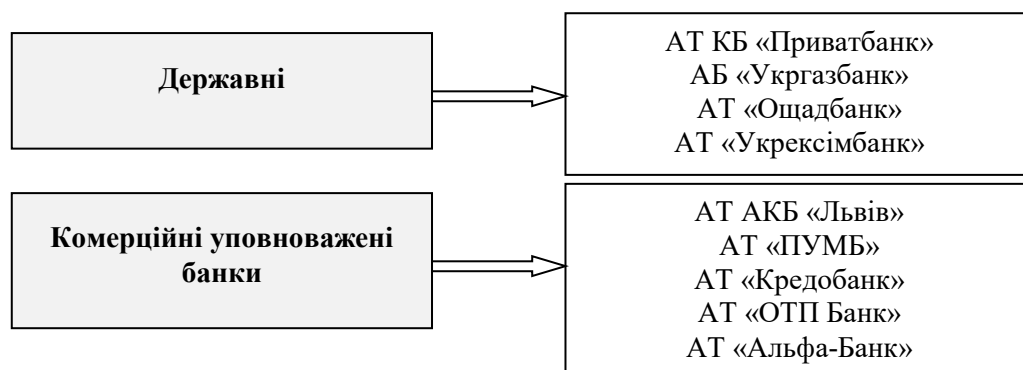 Державні
АТ КБ «Приватбанк»
АБ «Укргазбанк»
АТ «Ощадбанк»
АТ «Укрексімбанк»
Комерційні уповноважені
банки
АТ АКБ «Львів»
АТ «ПУМБ»
АТ «Кредобанк»
АТ «ОТП Банк»
АТ «Альфа-Банк»